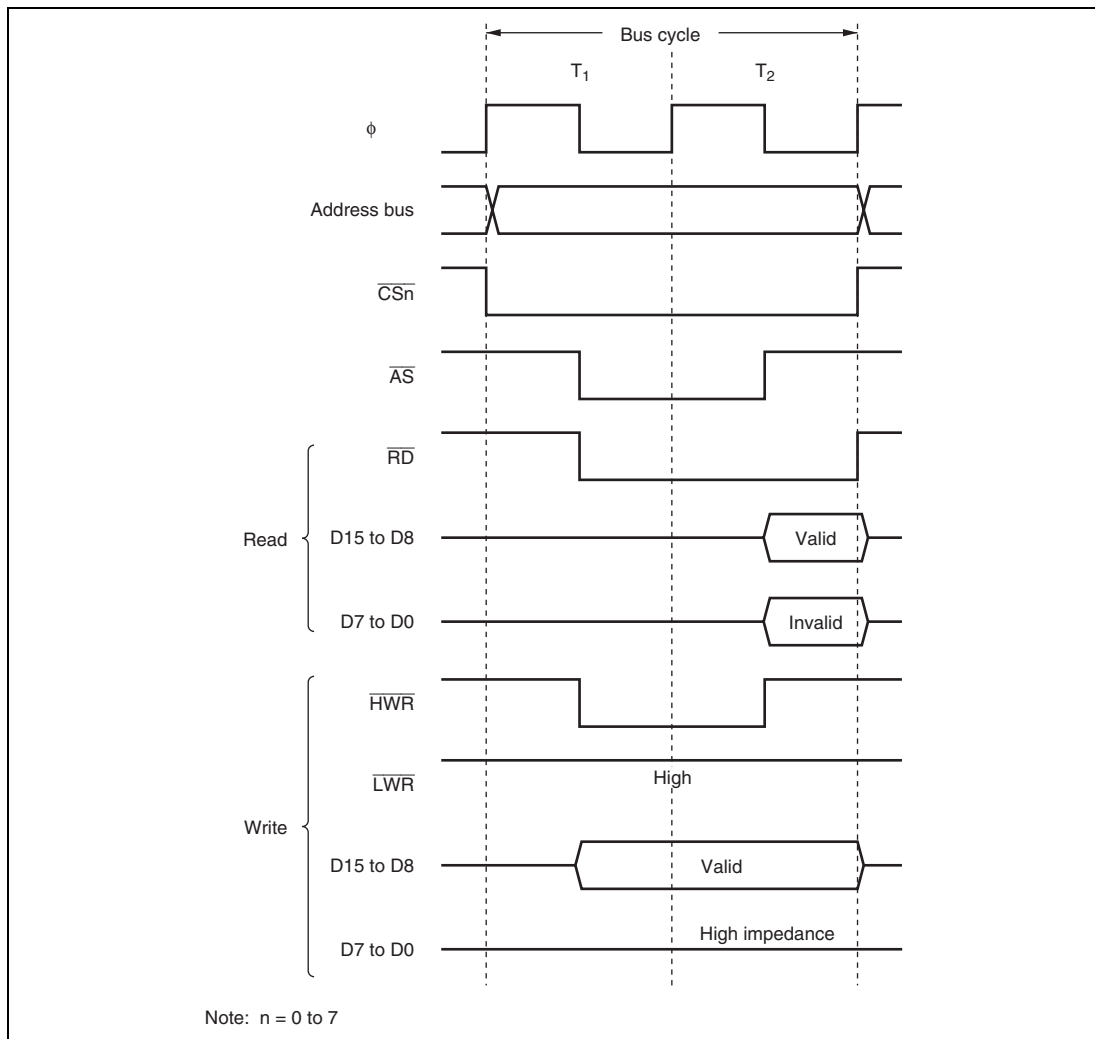 Bus cycle
T1 T2
ϕ
Address bus
CSn
AS
RD
Read
D15 to D8 Valid
D7 to D0 Invalid
HWR
LWR High
Write
D15 to D8 Valid
D7 to D0 High impedance
Note: n = 0 to 7